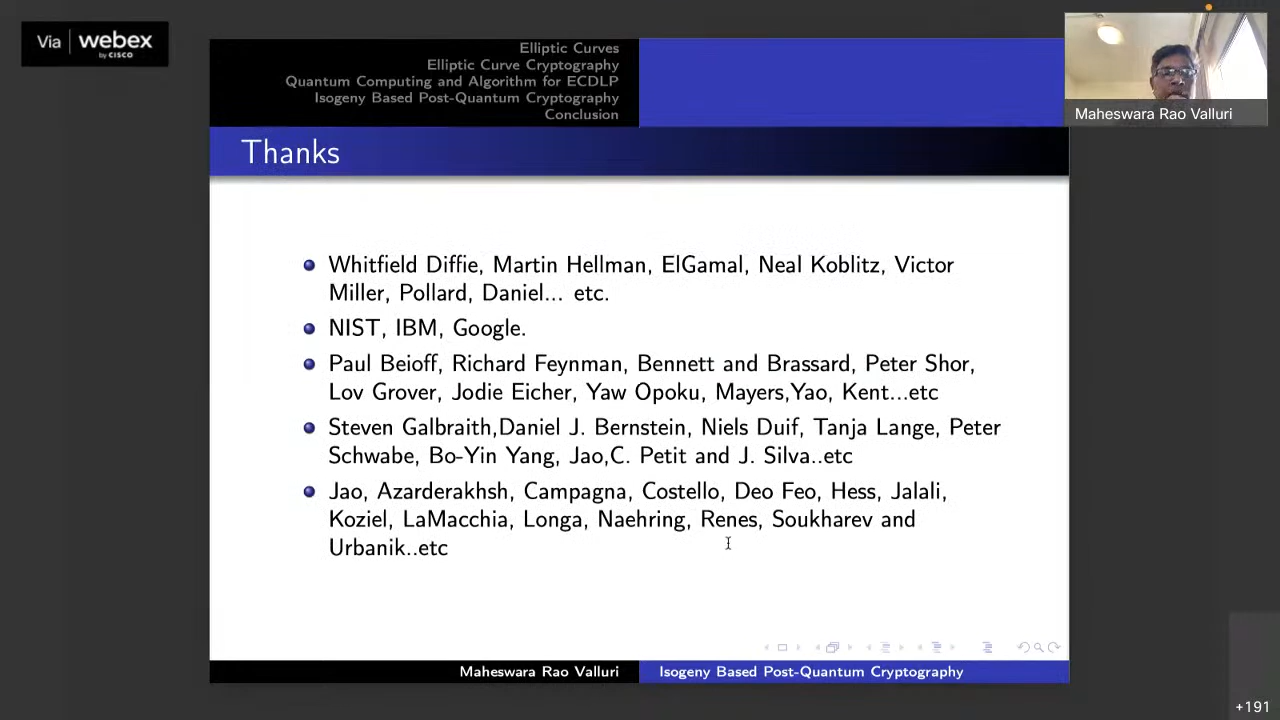 Via webex
by CISCO
Elliptic Curves
Elliptic Curve Cryptography
Quantum Computing and Algorithm for ECDLP
Isogeny Based Post-Quantum Cryptography
Conclusion
Maheswara Rao Valluri
Thanks
Whitfield Diffie, Martin Hellman, ElGamal, Neal Koblitz, Victor
Miller, Pollard, Daniel... etc.
NIST, IBM, Google.
Paul Beioff, Richard Feynman, Bennett and Brassard, Peter Shor,
Lov Grover, Jodie Eicher, Yaw Opoku, Mayers,Yao, Kent...etc
Steven Galbraith,Daniel J. Bernstein, Niels Duif, Tanja Lange, Peter
Schwabe, Bo-Yin Yang, Jao,C. Petit and J. Silva..etc
Jao, Azarderakhsh, Campagna, Costello, Deo Feo, Hess, Jalali,
Koziel, LaMacchia, Longa, Naehring, Renes, Soukharev and
Urbanik..etc
Maheswara Rao Valluri
Isogeny Based Post-Quantum Cryptography
+191